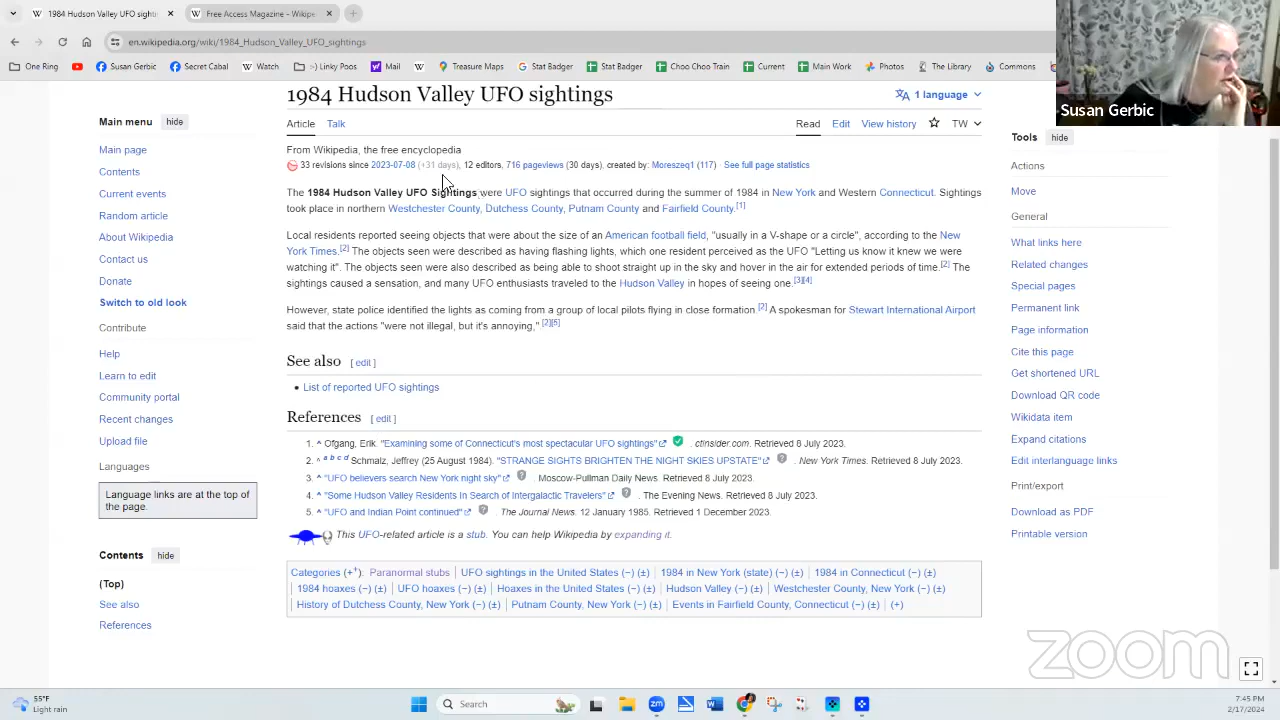 1984 Hudson Valley UFO sighti
Free Access Magazine - Wikiped
en.wikipedia.org/wiki/1984_Hudson_Valley_UFO_sightings
One Ring
Susan Gerbic
Secret Cabal
Watch
:-) Linky Pooi
Mail
Treasure Maps
Stat Badger
Stat Badger
Choo Choo Train
Current
Main Work
Photos
The Library
Commons
Susan Gerbic
1984 Hudson Valley UFO sightings
1 language
Article Talk
Read Edit View history TW
Main menu hide
Main page
Contents
Current events
Random article
About Wikipedia
Contact us
Donate
Switch to old look
Contribute
Help
Learn to edit
Community portal
Recent changes
Upload file
Languages
Language links are at the top of
the page.
Contents hide
(Top)
See also
References
From Wikipedia, the free encyclopedia
33 revisions since 2023-07-08 (+31 days), 12 editors, 716 pageviews (30 days), created by: Moreseq1 (117) · See full page statistics
The 1984 Hudson Valley UFO Sightings were UFO sightings that occurred during the summer of 1984 in New York and Western Connecticut. Sightings
took place in northern Westchester County, Dutchess County, Putnam County and Fairfield County.[1]
Local residents reported seeing objects that were about the size of an American football field, "usually in a V-shape or a circle", according to the New
York Times.[2] The objects seen were described as having flashing lights, which one resident perceived as the UFO "Letting us know it knew we were
watching it". The objects seen were also described as being able to shoot straight up in the sky and hover in the air for extended periods of time.[2] The
sightings caused a sensation, and many UFO enthusiasts traveled to the Hudson Valley in hopes of seeing one.[3][4]
However, state police identified the lights as coming from a group of local pilots flying in close formation.[2] A spokesman for Stewart International Airport
said that the actions "were not illegal, but it's annoying,"[2][5]
See also [ edit ]
• List of reported UFO sightings
References [ edit ]
1. ^ Ofgang, Erik. "Examining some of Connecticut's most spectacular UFO sightings". ctinsider.com. Retrieved 8 July 2023.
2. ^ a b c d Schmalz, Jeffrey (25 August 1984). "STRANGE SIGHTS BRIGHTEN THE NIGHT SKIES UPSTATE". New York Times. Retrieved 8 July 2023.
3. ^ "UFO believers search New York night sky". Moscow-Pullman Daily News. Retrieved 8 July 2023.
4. ^ "Some Hudson Valley Residents In Search of Intergalactic Travelers". The Evening News. Retrieved 8 July 2023.
5. ^ "UFO and Indian Point continued". The Journal News. 12 January 1985. Retrieved 1 December 2023.
This UFO-related article is a stub. You can help Wikipedia by expanding it.
Categories (+⁺): Paranormal stubs | UFO sightings in the United States (−) (±) | 1984 in New York (state) (−) (±) | 1984 in Connecticut (−) (±)
1984 hoaxes (−) (±) | UFO hoaxes (−) (±) | Hoaxes in the United States (−) (±) | Hudson Valley (−) (±) | Westchester County, New York (−) (±)
History of Dutchess County, New York (−) (±) | Putnam County, New York (−) (±) | Events in Fairfield County, Connecticut (−) (±) | (+)
Tools hide
Actions
Move
General
What links here
Related changes
Special pages
Permanent link
Page information
Cite this page
Get shortened URL
Download QR code
Wikidata item
Expand citations
Edit interlanguage links
Print/export
Download as PDF
Printable version
zoom
55°F
Light rain
Search
zm
7:45 PM
2/17/2024